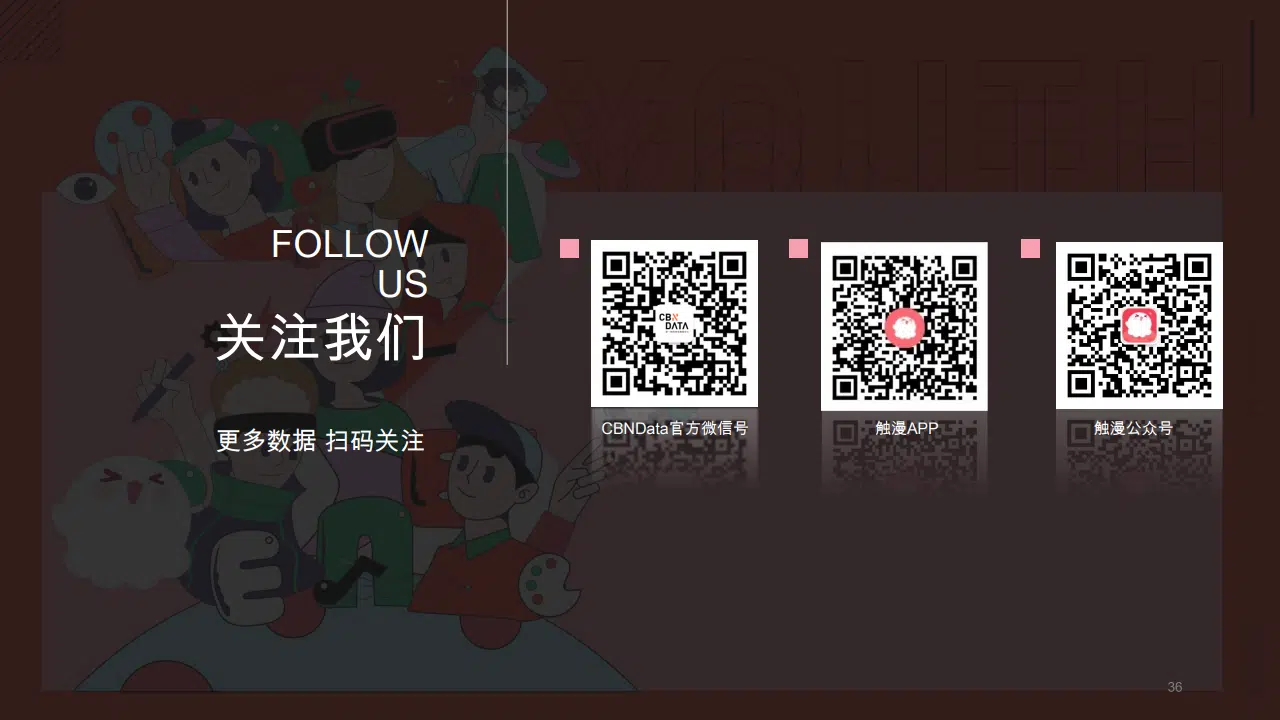 YOUTH
FOLLOW
US
关注我们
更多数据 扫码关注
CBN
DATA
CBNData官方微信号
触漫APP
触漫公众号
36